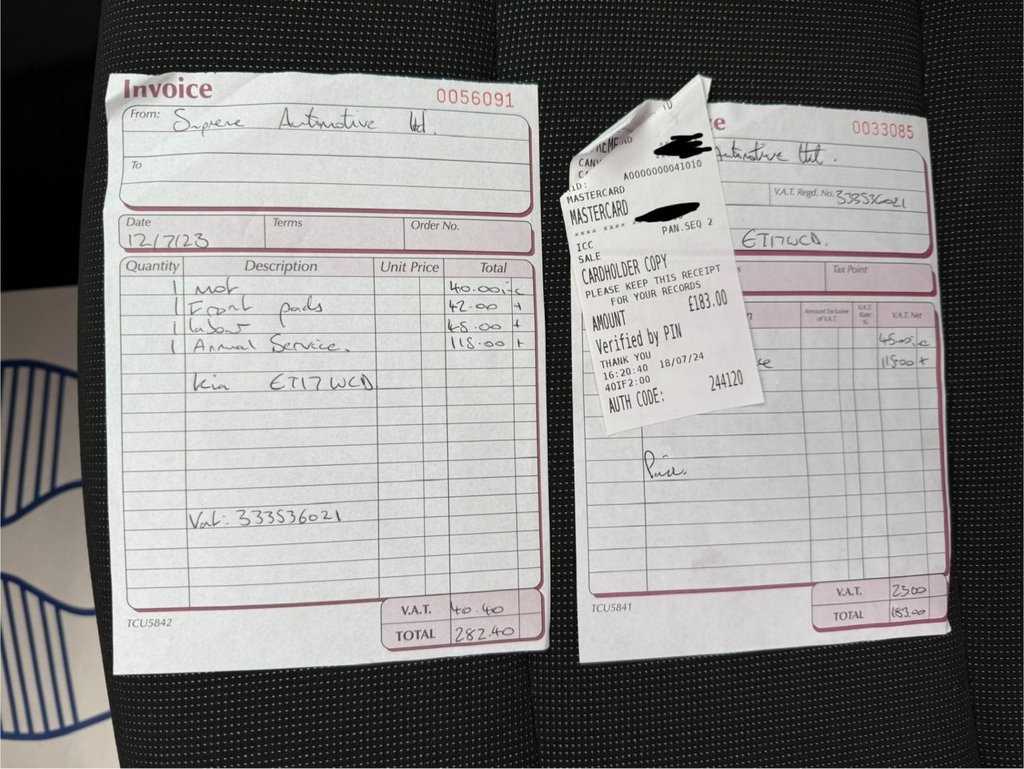 Invoice
0056091
From: Supreme Automotive Ltd.
To
Date
Terms
Order No.
12/7/23
Quantity Description Unit Price Total
1 Mot 40.00
1 Front pads 42.00 +
1 labour 45.00 +
1 Annual Service. 115.00 +
kia ET17WCD
Vat: 333536021
V.A.T. 40.40
TOTAL 282.40
TCU5842
A0000000041010
MASTERCARD
MASTERCARD
**** ****
PAN.SEQ 2
ICC
SALE
CARDHOLDER COPY
PLEASE KEEP THIS RECEIPT
FOR YOUR RECORDS
AMOUNT £183.00
Verified by PIN
THANK YOU
16:20:40 18/07/24
40IF2:00
AUTH CODE: 244120
0033085
Automotive Ltd.
V.A.T. Regd. No. 333536021
ET17WCD.
Tax Point
Amount Exclusive of V.A.T.
V.A.T. Rate %
V.A.T. Net
45.00
115.00 +
Paid.
V.A.T. 23.00
TOTAL 183.00
TCU5841